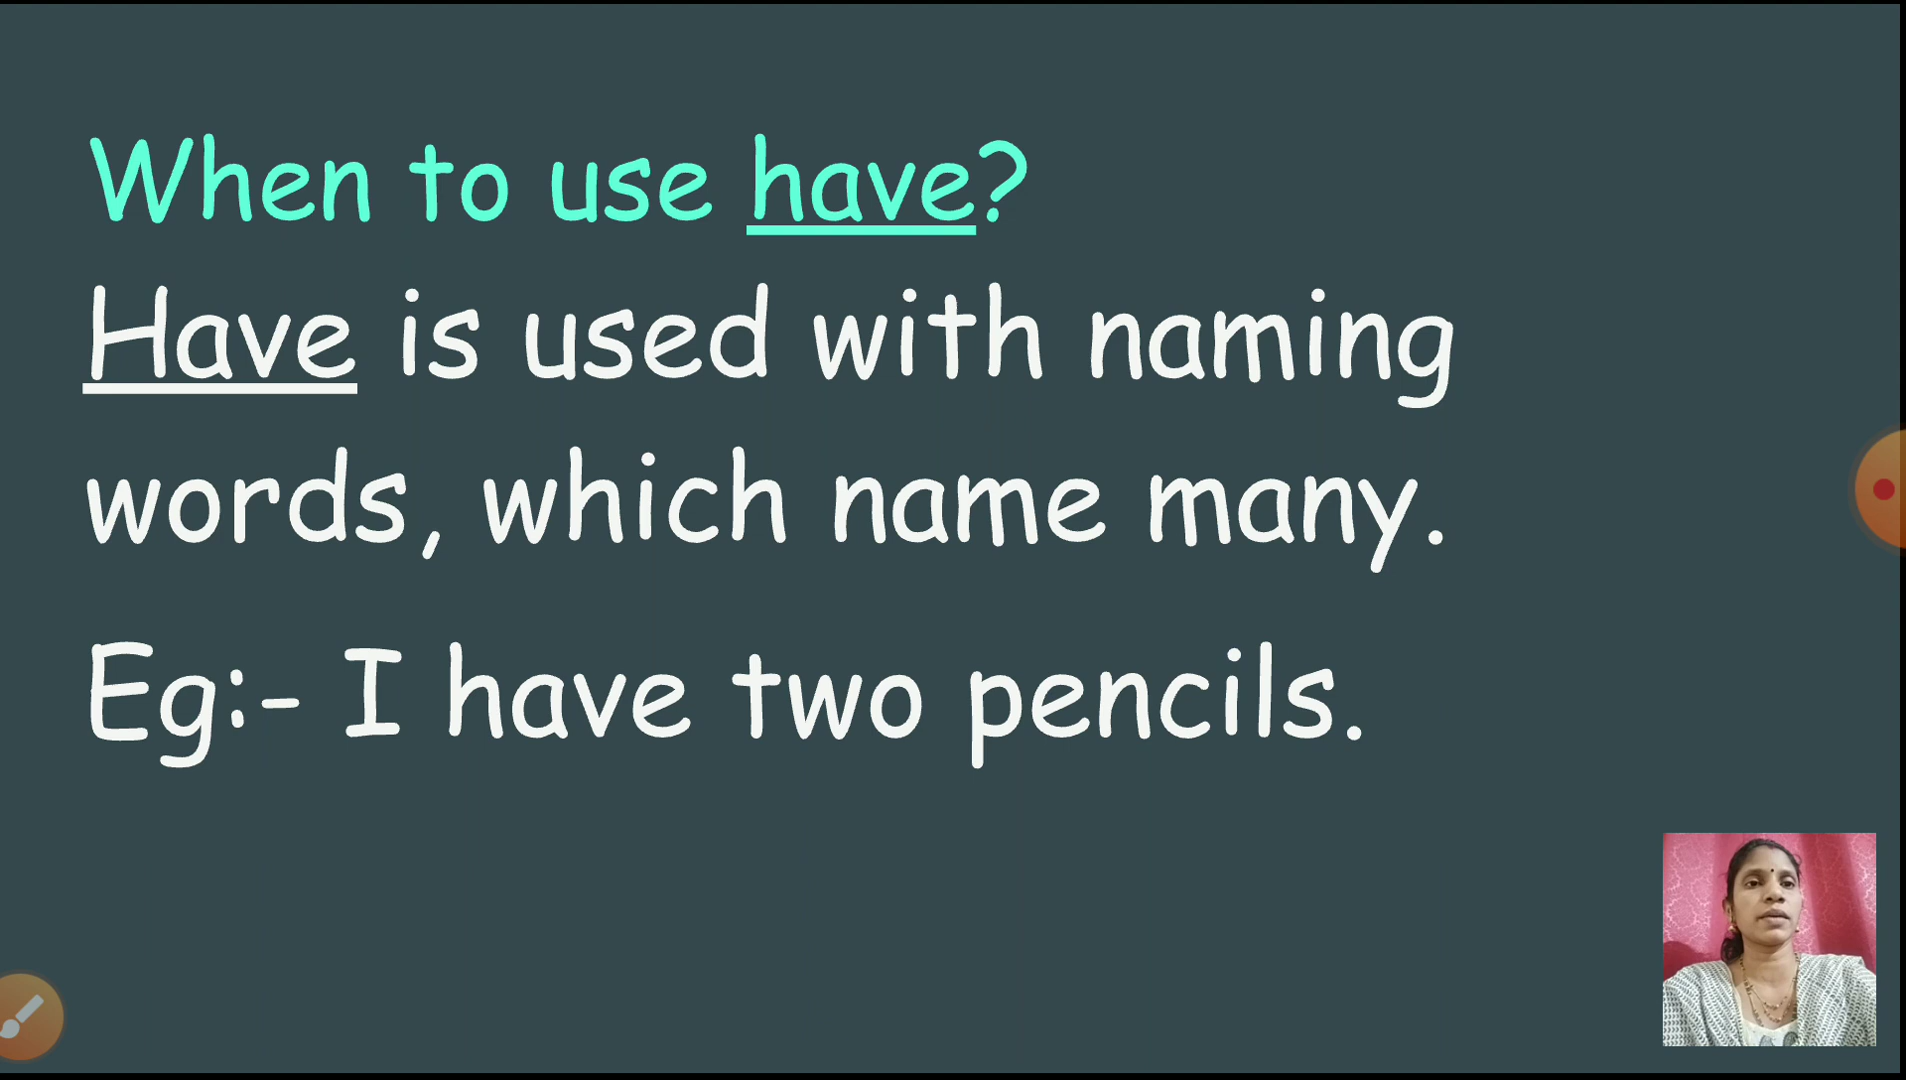 When to use have?
Have is used with naming
words, which name many.
Eg:- I have two pencils.